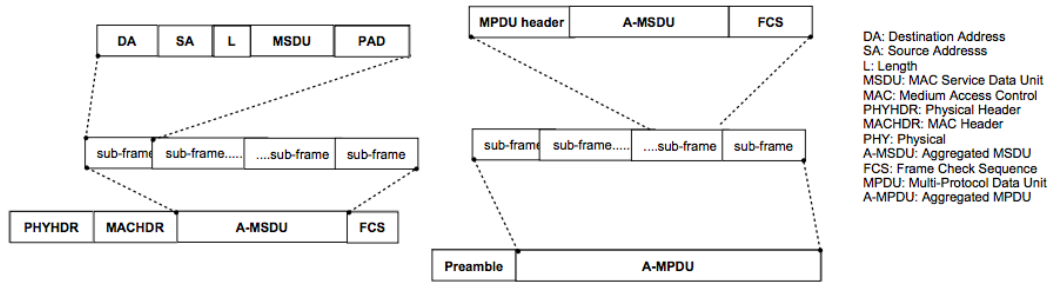 DA SA L MSDU PAD
sub-frame sub-frame..... ....sub-frame sub-frame
PHYHDR MACHDR A-MSDU FCS
MPDU header A-MSDU FCS
sub-frame sub-frame..... ....sub-frame sub-frame
Preamble A-MPDU
DA: Destination Address
SA: Source Addresss
L: Length
MSDU: MAC Service Data Unit
MAC: Medium Access Control
PHYHDR: Physical Header
MACHDR: MAC Header
PHY: Physical
A-MSDU: Aggregated MSDU
FCS: Frame Check Sequence
MPDU: Multi-Protocol Data Unit
A-MPDU: Aggregated MPDU